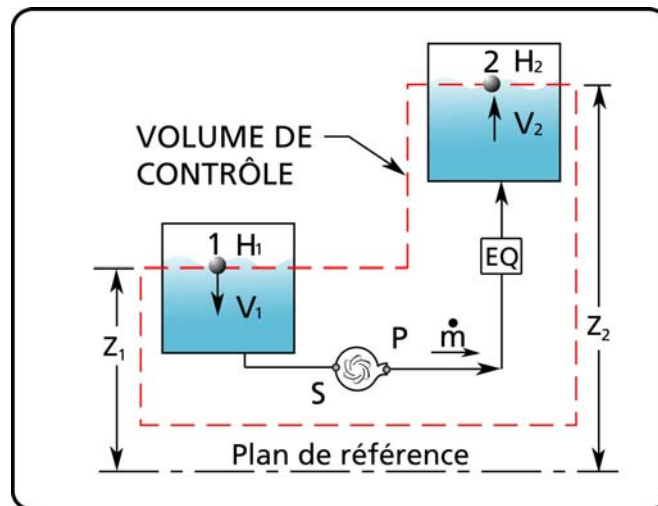 2 H₂
V₂
VOLUME DE
CONTRÔLE
1 H₁
V₁
EQ
Z₁
Z₂
P ṁ
S
Plan de référence